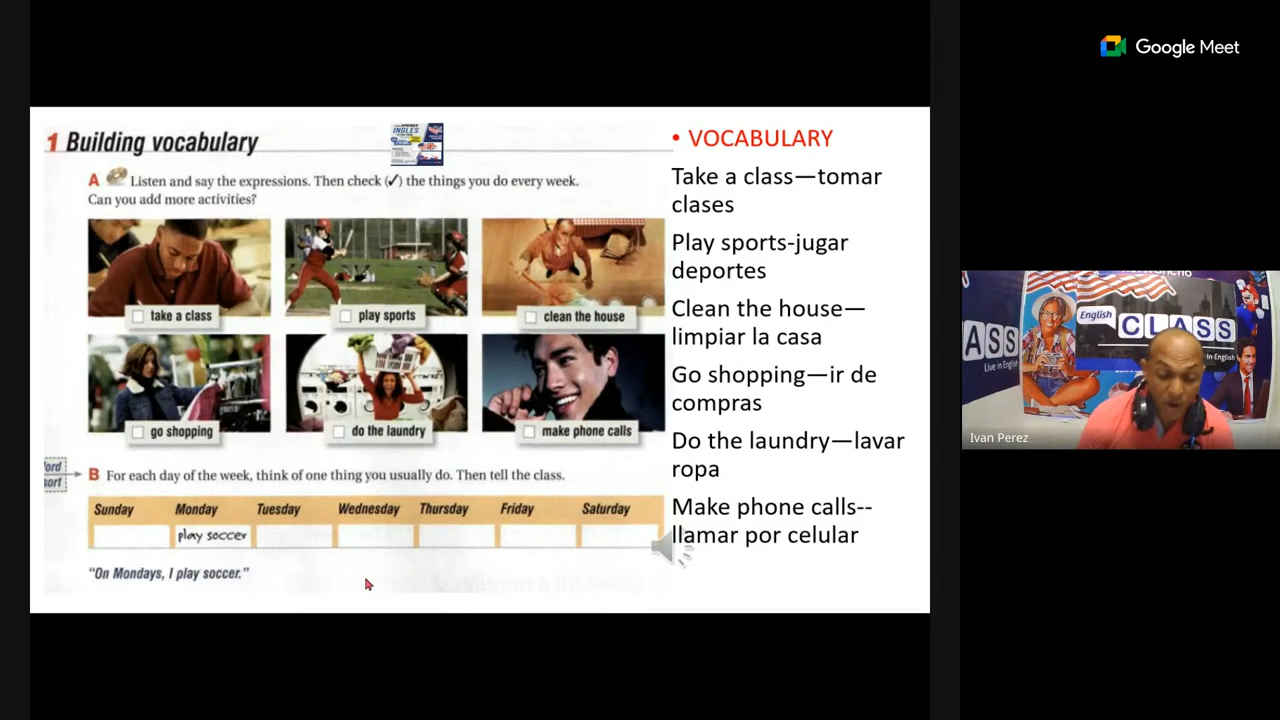 Google Meet
1 Building vocabulary
INGLES
A Listen and say the expressions. Then check (✓) the things you do every week.
Can you add more activities?
take a class
play sports
clean the house
go shopping
do the laundry
make phone calls
B For each day of the week, think of one thing you usually do. Then tell the class.
Sunday Monday Tuesday Wednesday Thursday Friday Saturday
play soccer
"On Mondays, I play soccer."
• VOCABULARY
Take a class—tomar
clases
Play sports-jugar
deportes
Clean the house—
limpiar la casa
Go shopping—ir de
compras
Do the laundry—lavar
ropa
Make phone calls--
llamar por celular
English
CLASS
Live in English
ASS
Ivan Perez